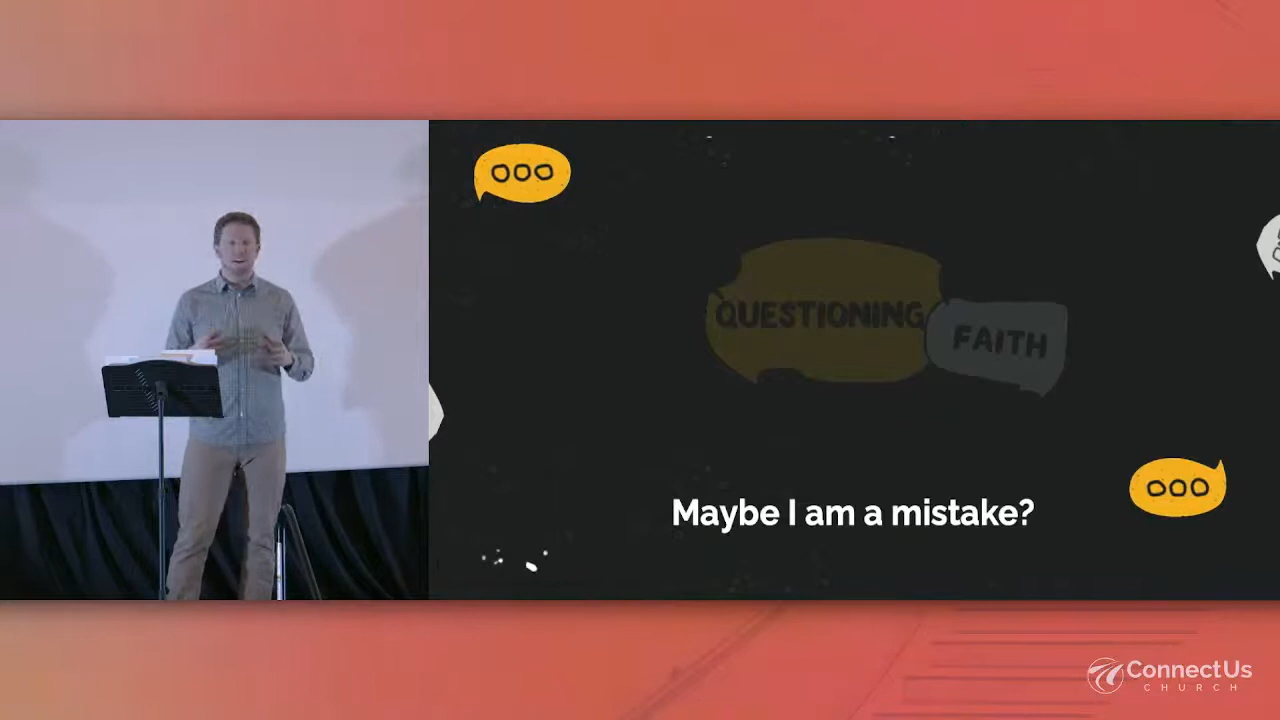 QUESTIONING
FAITH
Maybe I am a mistake?
ConnectUs
CHURCH